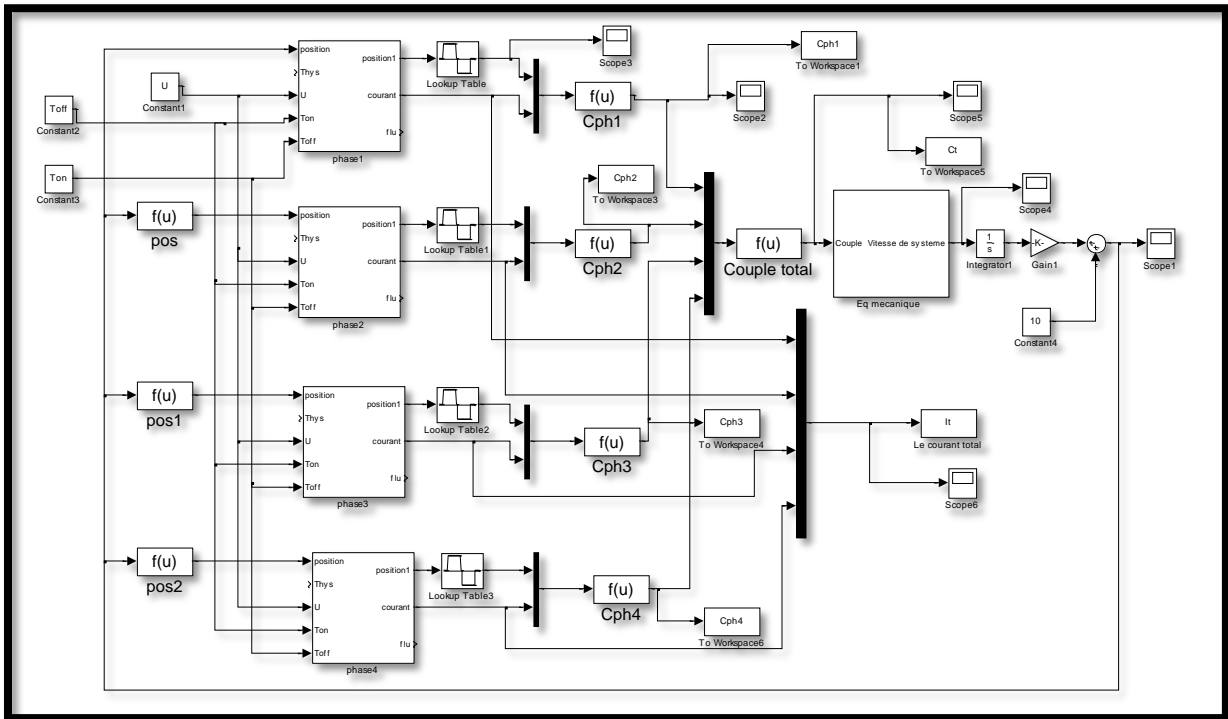 position
Thys
U
Ton
Toff
position1
courant
flu
phase1
U
Constant1
Toff
Constant2
Ton
Constant3
Lookup Table
Scope3
f(u)
Cph1
Cph1
To Workspace1
Scope2
Scope5
Ct
To Workspace5
Scope4
f(u)
pos
position
Thys
U
Ton
Toff
position1
courant
flu
phase2
Lookup Table1
Cph2
To Workspace3
f(u)
Cph2
f(u)
Couple total
Couple
Vitesse de systeme
Eq mecanique
1
s
Integrator1
-K-
Gain1
Scope1
10
Constant4
f(u)
pos1
position
Thys
U
Ton
Toff
position1
courant
flu
phase3
Lookup Table2
f(u)
Cph3
Cph3
To Workspace4
It
Le courant total
Scope6
f(u)
pos2
position
Thys
U
Ton
Toff
position1
courant
flu
phase4
Lookup Table3
f(u)
Cph4
Cph4
To Workspace6